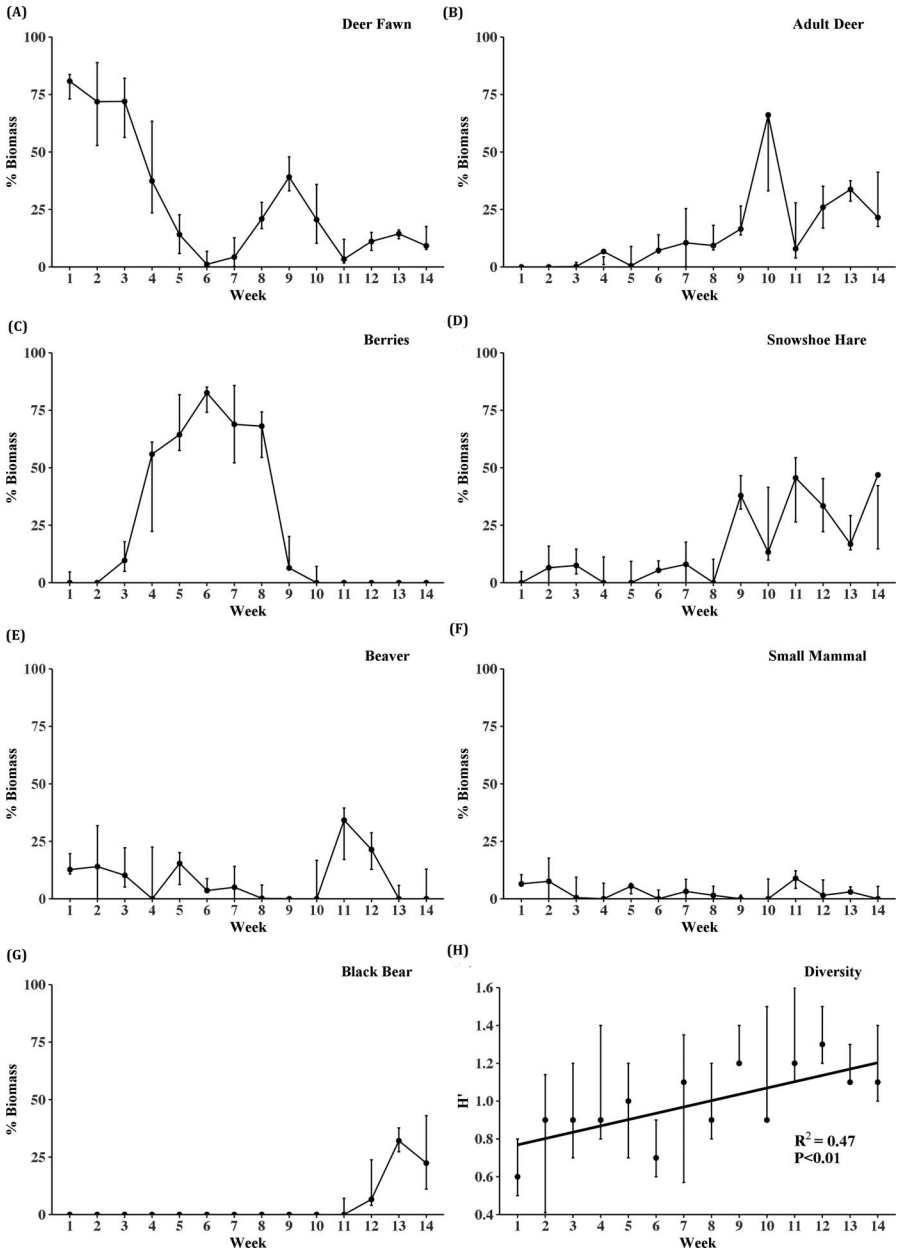 (A)
Deer Fawn
100
75
50
25
0
% Biomass
1 2 3 4 5 6 7 8 9 10 11 12 13 14
Week
(B)
Adult Deer
100
75
50
25
0
% Biomass
1 2 3 4 5 6 7 8 9 10 11 12 13 14
Week
(C)
Berries
100
75
50
25
0
% Biomass
1 2 3 4 5 6 7 8 9 10 11 12 13 14
Week
(D)
Snowshoe Hare
100
75
50
25
0
% Biomass
1 2 3 4 5 6 7 8 9 10 11 12 13 14
Week
(E)
Beaver
100
75
50
25
0
% Biomass
1 2 3 4 5 6 7 8 9 10 11 12 13 14
Week
(F)
Small Mammal
100
75
50
25
0
% Biomass
1 2 3 4 5 6 7 8 9 10 11 12 13 14
Week
(G)
Black Bear
100
75
50
25
0
% Biomass
1 2 3 4 5 6 7 8 9 10 11 12 13 14
Week
(H)
Diversity
1.6
1.4
1.2
1.0
0.8
0.6
0.4
H'
R² = 0.47
P<0.01
1 2 3 4 5 6 7 8 9 10 11 12 13 14
Week